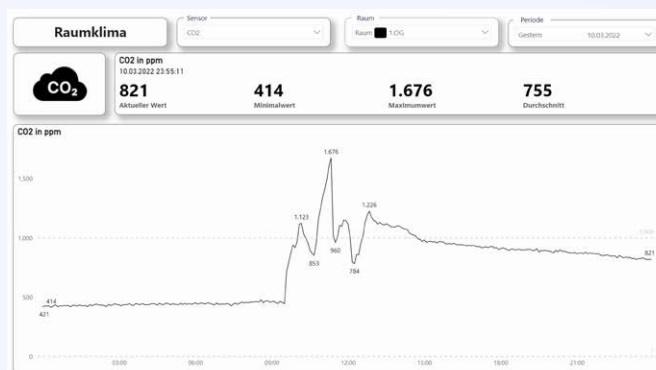 Raumklima
Sensor
CO2
Raum
Raum 1.OG
Periode
Gestern 10.03.2022
CO₂
CO2 in ppm
10.03.2022 23:55:11
821 414 1.676 755
Aktueller Wert Minimalwert Maximumwert Durchschnitt
CO2 in ppm
1.676
1,500
1.226
1.123
1,000 1,000
960
853
784
821
500
414
421
0
03:00 06:00 09:00 12:00 15:00 18:00 21:00